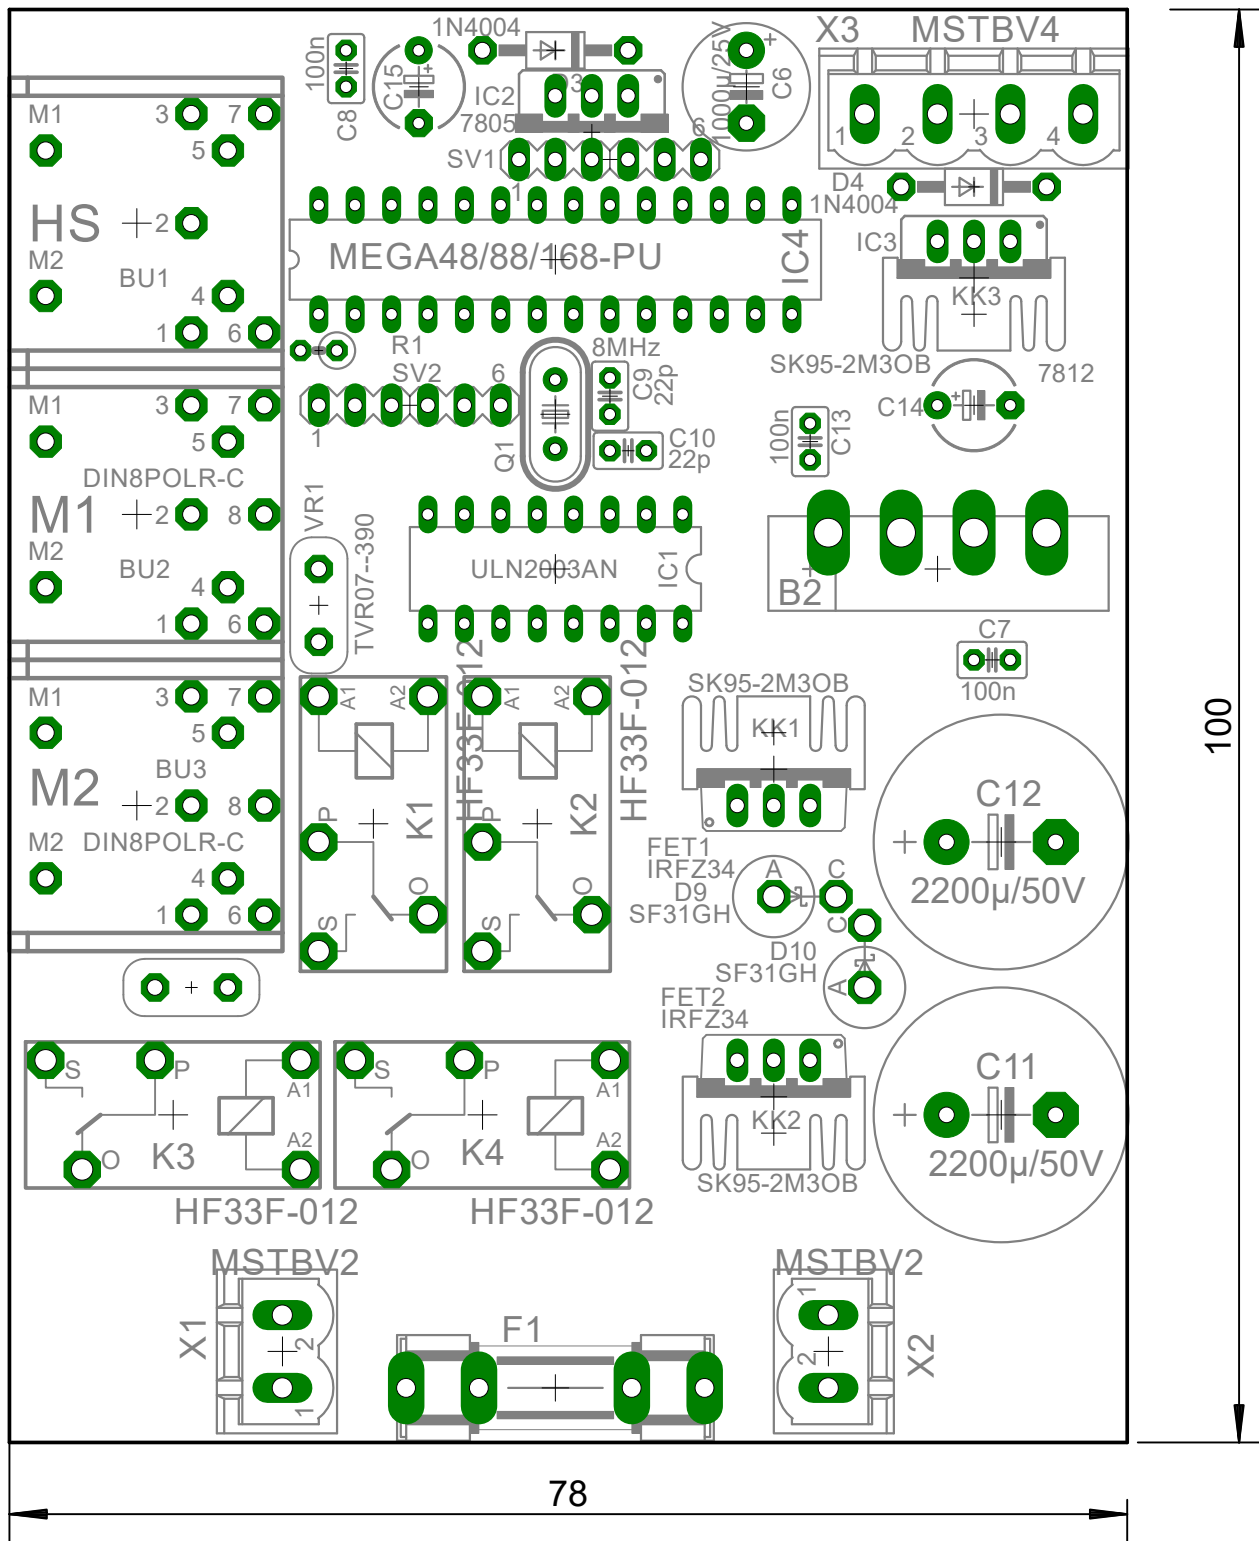 1N4004
X3 MSTBV4
100n
C8
C15
+
D3
IC2
7805
1000µ/25V
+
C6
SV1
1
6
1 2 3 4
D4
1N4004
M1
3 7
5
HS
2
M2
BU1
4
1 6
MEGA48/88/168-PU
IC4
IC3
KK3
SK95-2M3OB
7812
R1
SV2
1
6
8MHz
C9
22p
Q1
C10
22p
C14
+
100n
C13
M1
3 7
5
DIN8POLR-C
M1
2 8
M2
BU2
4
1 6
VR1
TVR07--390
ULN2003AN
IC1
B2
+
C7
100n
M1
3 7
5
BU3
M2
2 8
M2
DIN8POLR-C
4
1 6
A1 A2
P
K1
O
S
HF33F-012
A1 A2
P
K2
O
S
HF33F-012
SK95-2M3OB
KK1
FET1
IRFZ34
D9
SF31GH
A C
C
D10
SF31GH
A
FET2
IRFZ34
KK2
SK95-2M3OB
C12
+
2200µ/50V
C11
+
2200µ/50V
S P A1
O K3 A2
HF33F-012
S P A1
O K4 A2
HF33F-012
MSTBV2
X1
2
1
F1
MSTBV2
1
2
X2
100
78